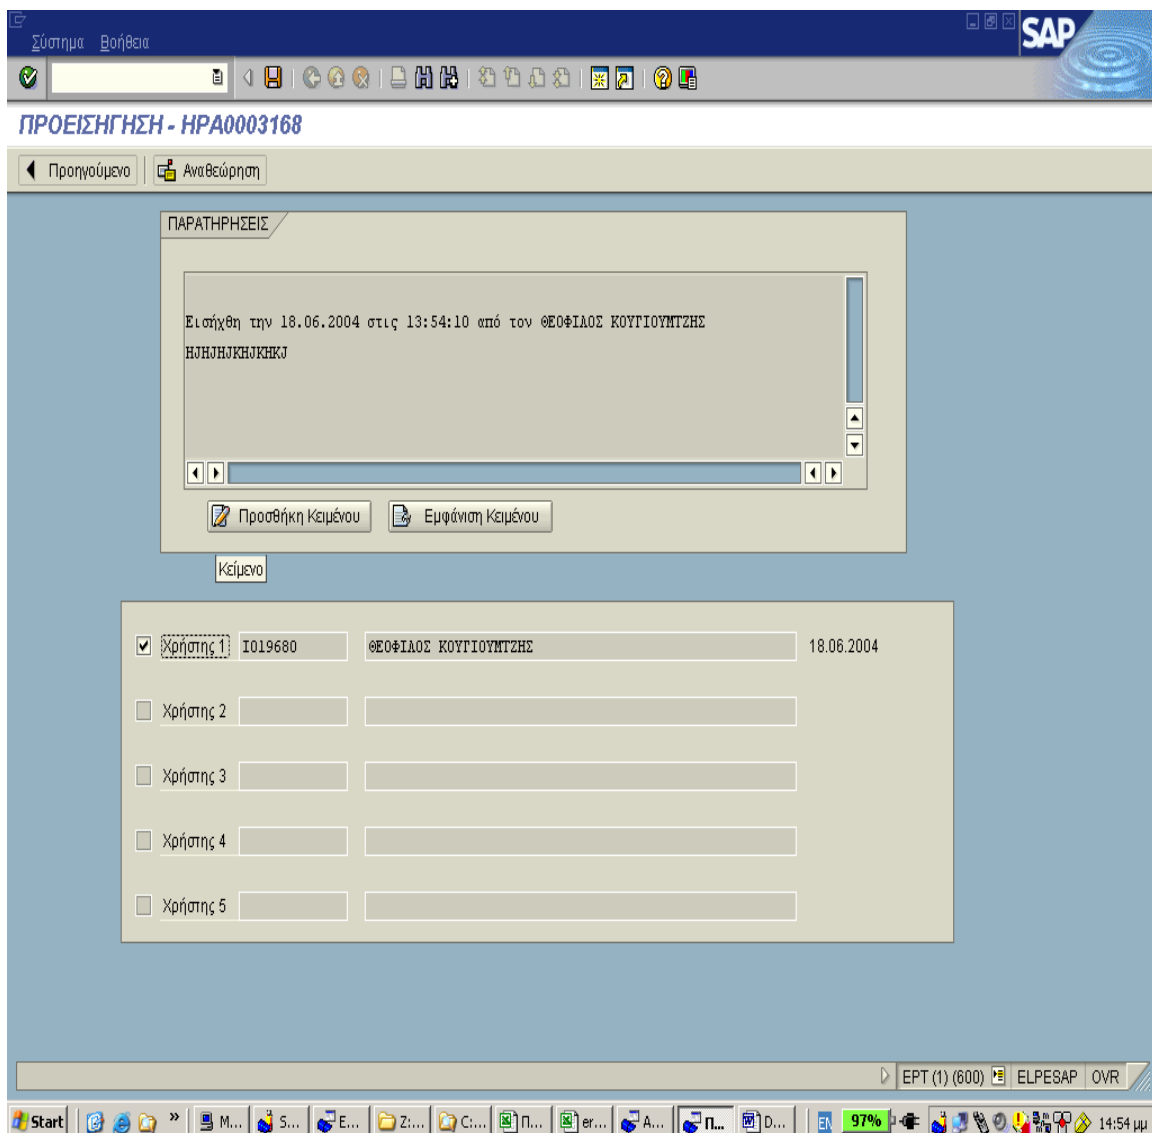 Σύστημα Βοήθεια
SAP
ΠΡΟΕΙΣΗΓΗΣΗ - HPA0003168
Προηγούμενο Αναθεώρηση
ΠΑΡΑΤΗΡΗΣΕΙΣ
Εισήχθη την 18.06.2004 στις 13:54:10 από τον ΘΕΟΦΙΛΟΣ ΚΟΥΓΙΟΥΜΤΖΗΣ
HJHJHJKHJKHKJ
Προσθήκη Κειμένου Εμφάνιση Κειμένου
Κείμενο
Χρήστης 1 I019680 ΘΕΟΦΙΛΟΣ ΚΟΥΓΙΟΥΜΤΖΗΣ 18.06.2004
Χρήστης 2
Χρήστης 3
Χρήστης 4
Χρήστης 5
EPT (1) (600) ELPESAP OVR
Start » M... S... E... Z:... C:... Π... er... A... Π... D... EN 97% 14:54 μμ